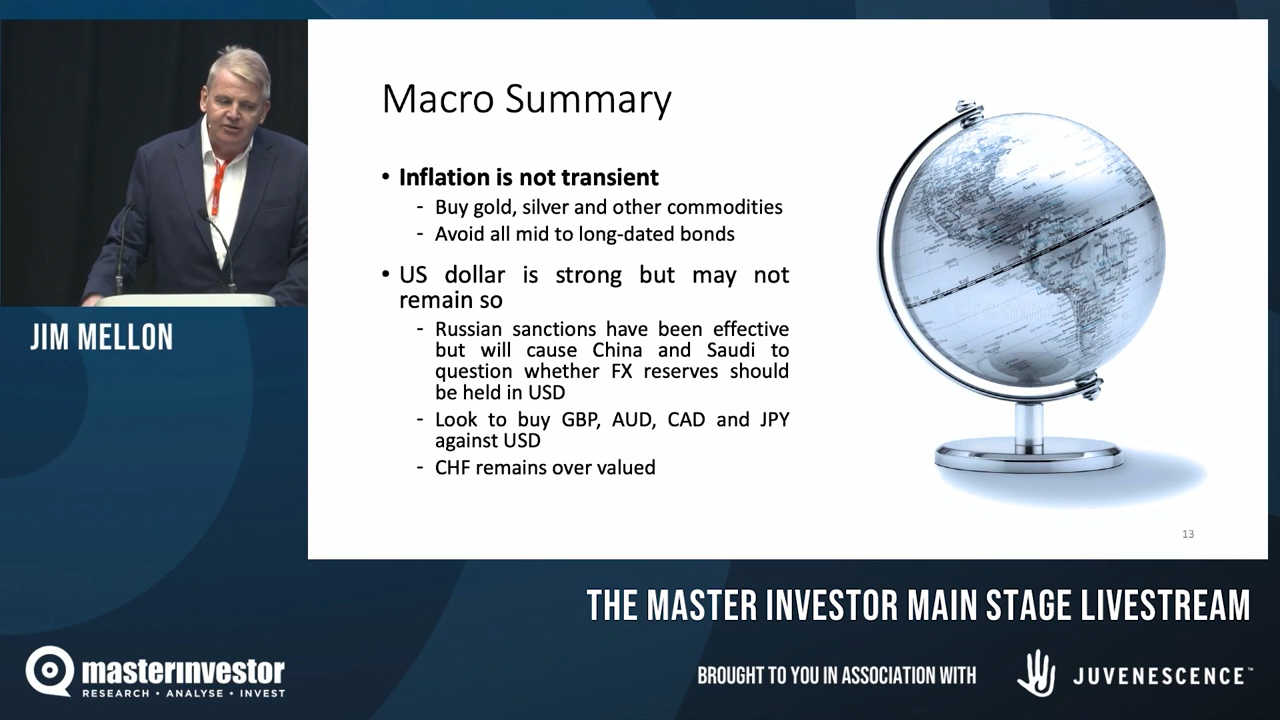 Macro Summary
• Inflation is not transient
- Buy gold, silver and other commodities
- Avoid all mid to long-dated bonds
• US dollar is strong but may not
remain so
- Russian sanctions have been effective
but will cause China and Saudi to
question whether FX reserves should
be held in USD
- Look to buy GBP, AUD, CAD and JPY
against USD
- CHF remains over valued
13
JIM MELLON
THE MASTER INVESTOR MAIN STAGE LIVESTREAM
masterinvestor
RESEARCH • ANALYSE • INVEST
BROUGHT TO YOU IN ASSOCIATION WITH
JUVENESCENCE™